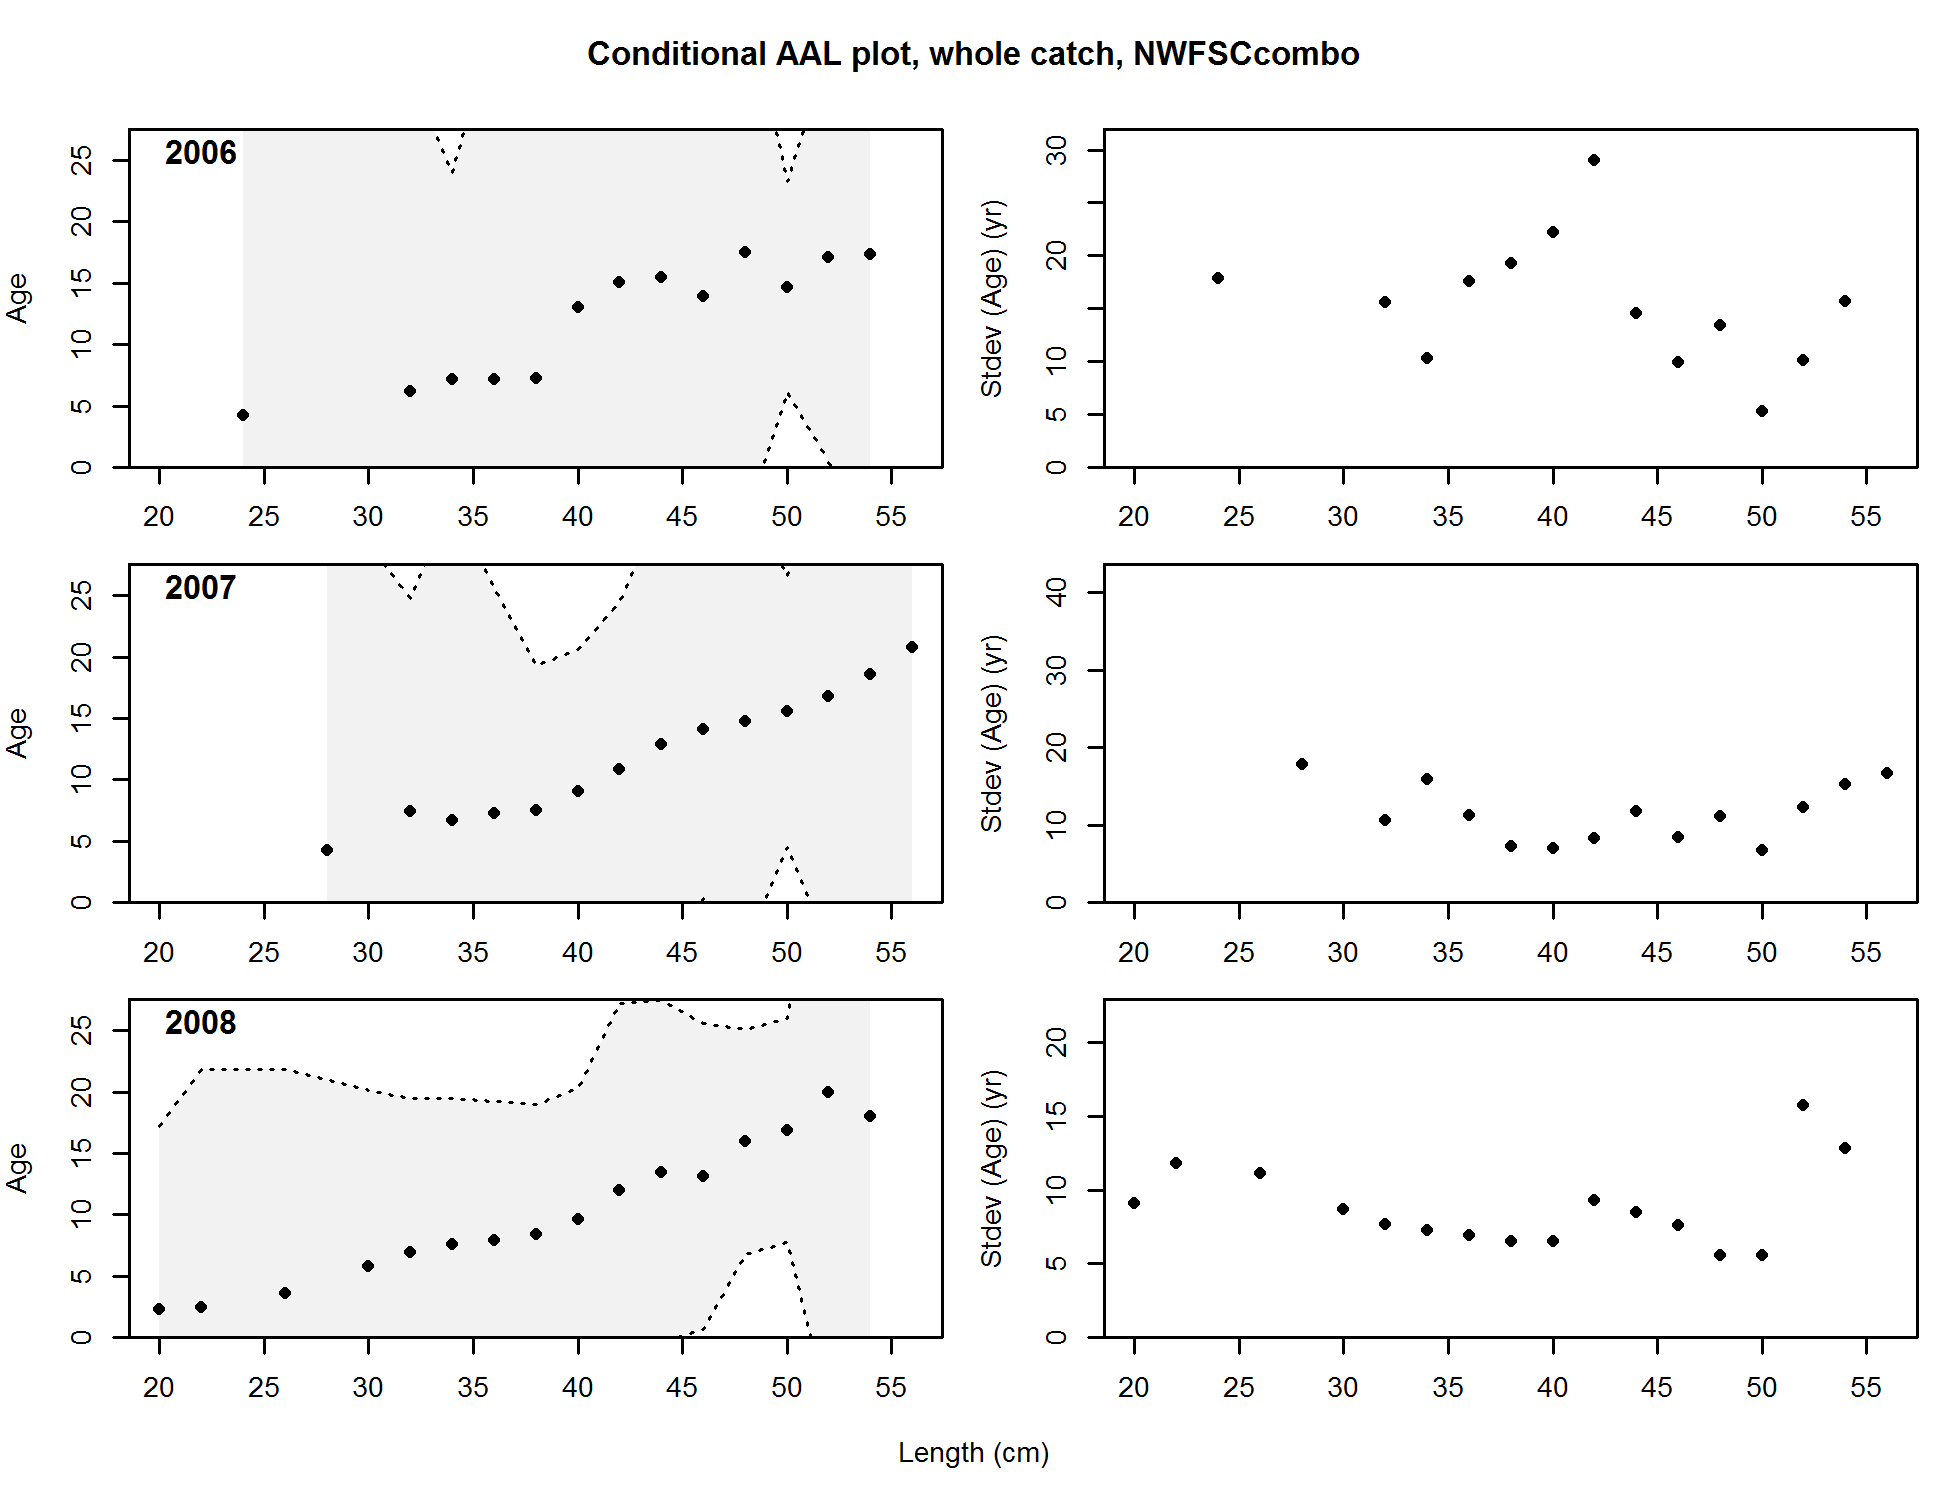 Conditional AAL plot, whole catch, NWFSCcombo
2006
Age
0 5 10 15 20 25
20 25 30 35 40 45 50 55
Stdev (Age) (yr)
0 5 10 20 30
20 25 30 35 40 45 50 55
2007
Age
0 5 10 15 20 25
20 25 30 35 40 45 50 55
Stdev (Age) (yr)
0 10 20 30 40
20 25 30 35 40 45 50 55
2008
Age
0 5 10 15 20 25
20 25 30 35 40 45 50 55
Stdev (Age) (yr)
0 5 10 15 20
20 25 30 35 40 45 50 55
Length (cm)